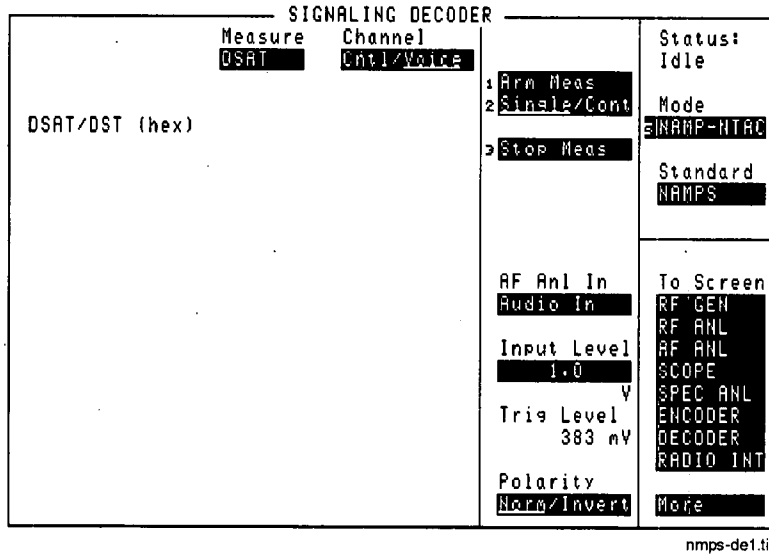 SIGNALING DECODER
Measure
DSAT
Channel
Cntl/Voice
DSAT/DST (hex)
1 Arm Meas
2 Single/Cont
3 Stop Meas
AF Anl In
Audio In
Input Level
1.0
V
Trig Level
383 mV
Polarity
Norm/Invert
Status:
Idle
Mode
5 NAMP-NTAC
Standard
NAMPS
To Screen
RF GEN
RF ANL
AF ANL
SCOPE
SPEC ANL
ENCODER
DECODER
RADIO INT
More
nmps-de1.ti